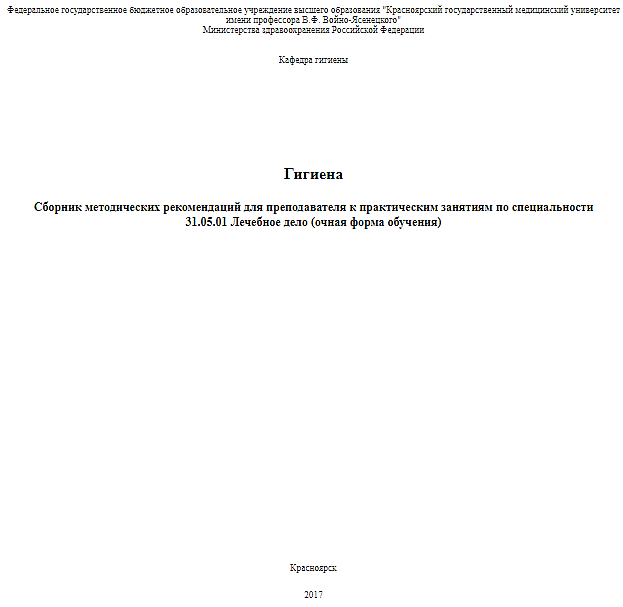 Федеральное государственное бюджетное образовательное учреждение высшего образования "Красноярский государственный медицинский университет
имени профессора В.Ф. Войно-Ясенецкого"
Министерства здравоохранения Российской Федерации
Кафедра гигиены
Гигиена
Сборник методических рекомендаций для преподавателя к практическим занятиям по специальности
31.05.01 Лечебное дело (очная форма обучения)
Красноярск
2017